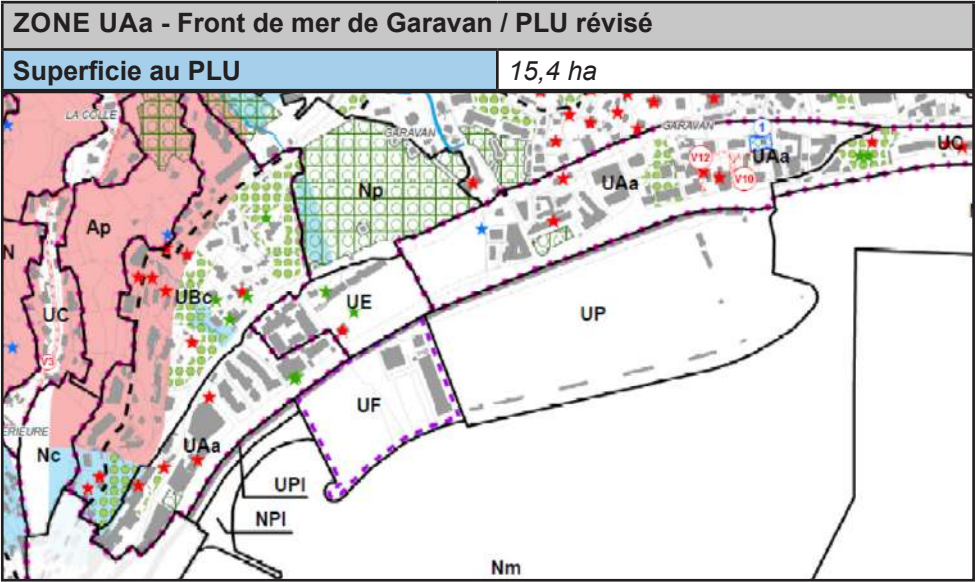 ZONE UAa - Front de mer de Garavan / PLU révisé
Superficie au PLU 15,4 ha
LA COLLE
GARAVAN
GARAVAN
1
V12
UAa
UC
UAa
V10
Np
N
Ap
UBc
UE
UC
UP
V3
UF
ERIEURE
Nc
UAa
UPI
NPI
Nm